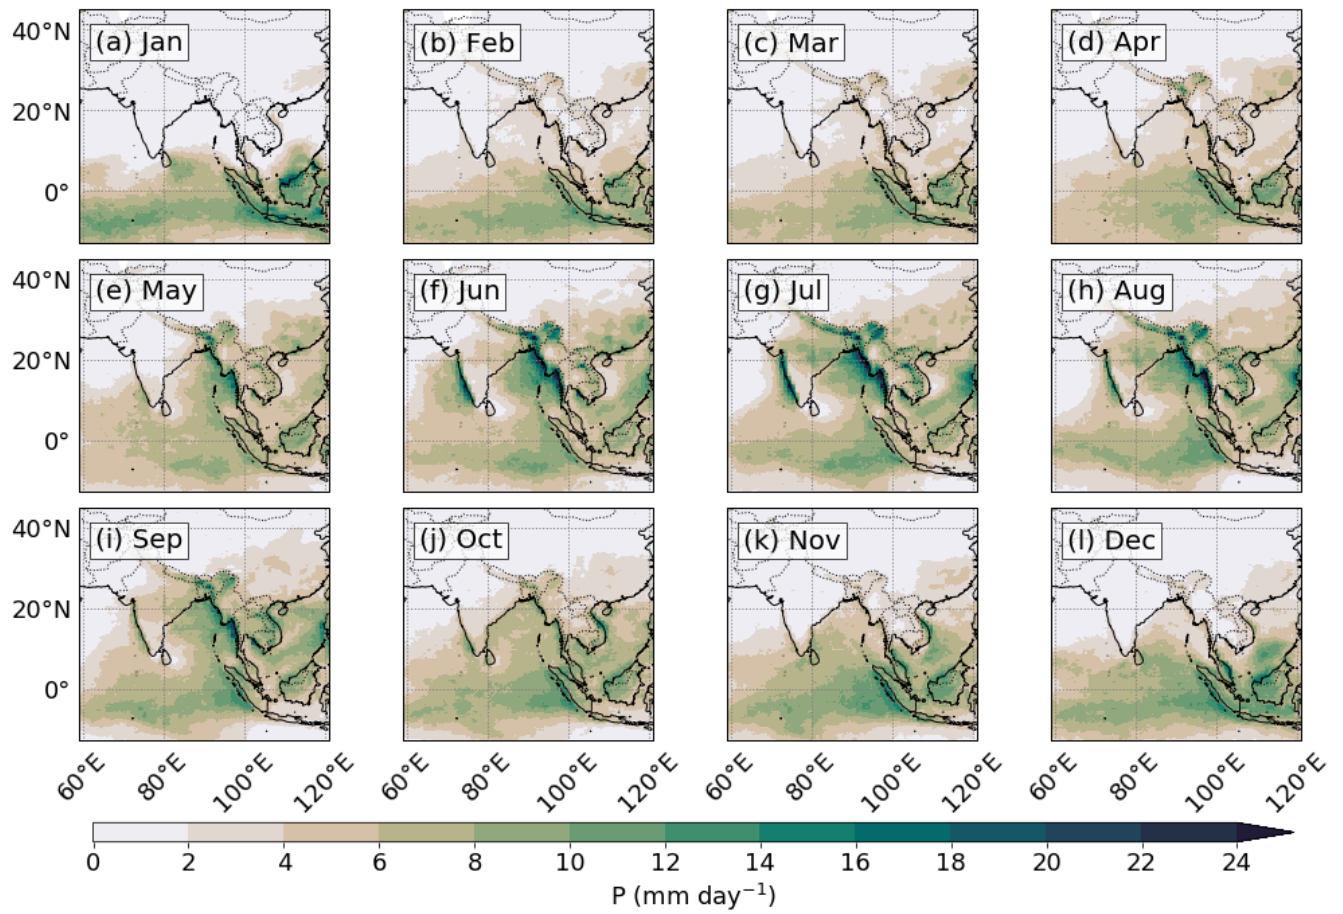 (a) Jan
(b) Feb
(c) Mar
(d) Apr
40°N
20°N
0°
(e) May
(f) Jun
(g) Jul
(h) Aug
40°N
20°N
0°
(i) Sep
(j) Oct
(k) Nov
(l) Dec
40°N
20°N
0°
60°E 80°E 100°E 120°E 60°E 80°E 100°E 120°E 60°E 80°E 100°E 120°E 60°E 80°E 100°E 120°E
0 2 4 6 8 10 12 14 16 18 20 22 24
P (mm day⁻¹)